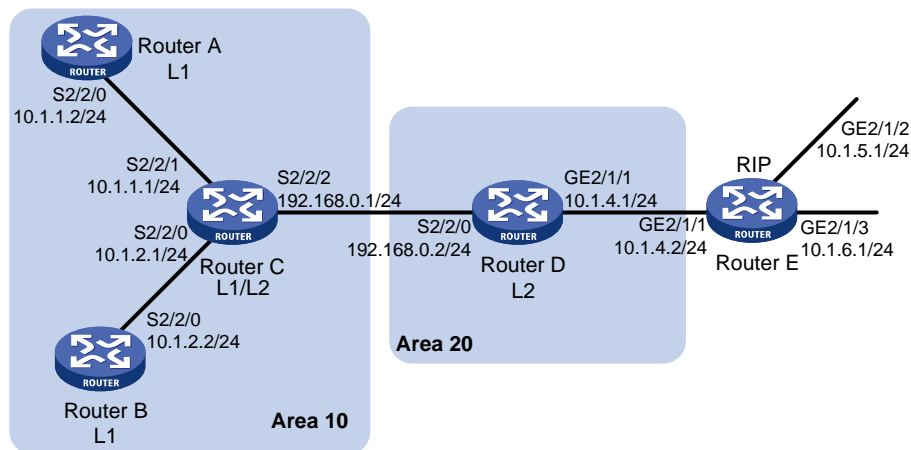 Router A
L1
ROUTER
S2/2/0
10.1.1.2/24
S2/2/1
10.1.1.1/24
S2/2/2
192.168.0.1/24
ROUTER
S2/2/0
10.1.2.1/24
Router C
L1/L2
S2/2/0
10.1.2.2/24
ROUTER
Router B
L1
Area 10
GE2/1/1
10.1.4.1/24
ROUTER
S2/2/0
192.168.0.2/24
Router D
L2
Area 20
GE2/1/2
10.1.5.1/24
RIP
ROUTER
GE2/1/1
10.1.4.2/24
GE2/1/3
10.1.6.1/24
Router E